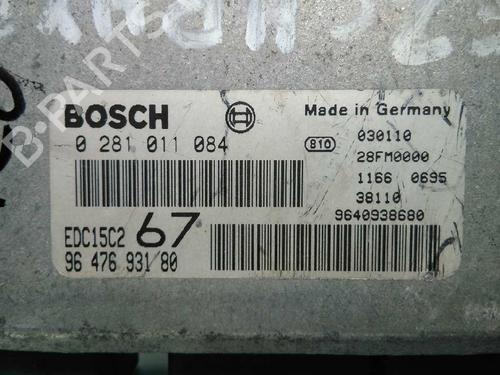 B-PARTS
BOSCH
Made in Germany
0 281 011 084
810
030110
28FM0000
1166 0695
38110
9640938680
EDC15C2
67
96 476 931 80